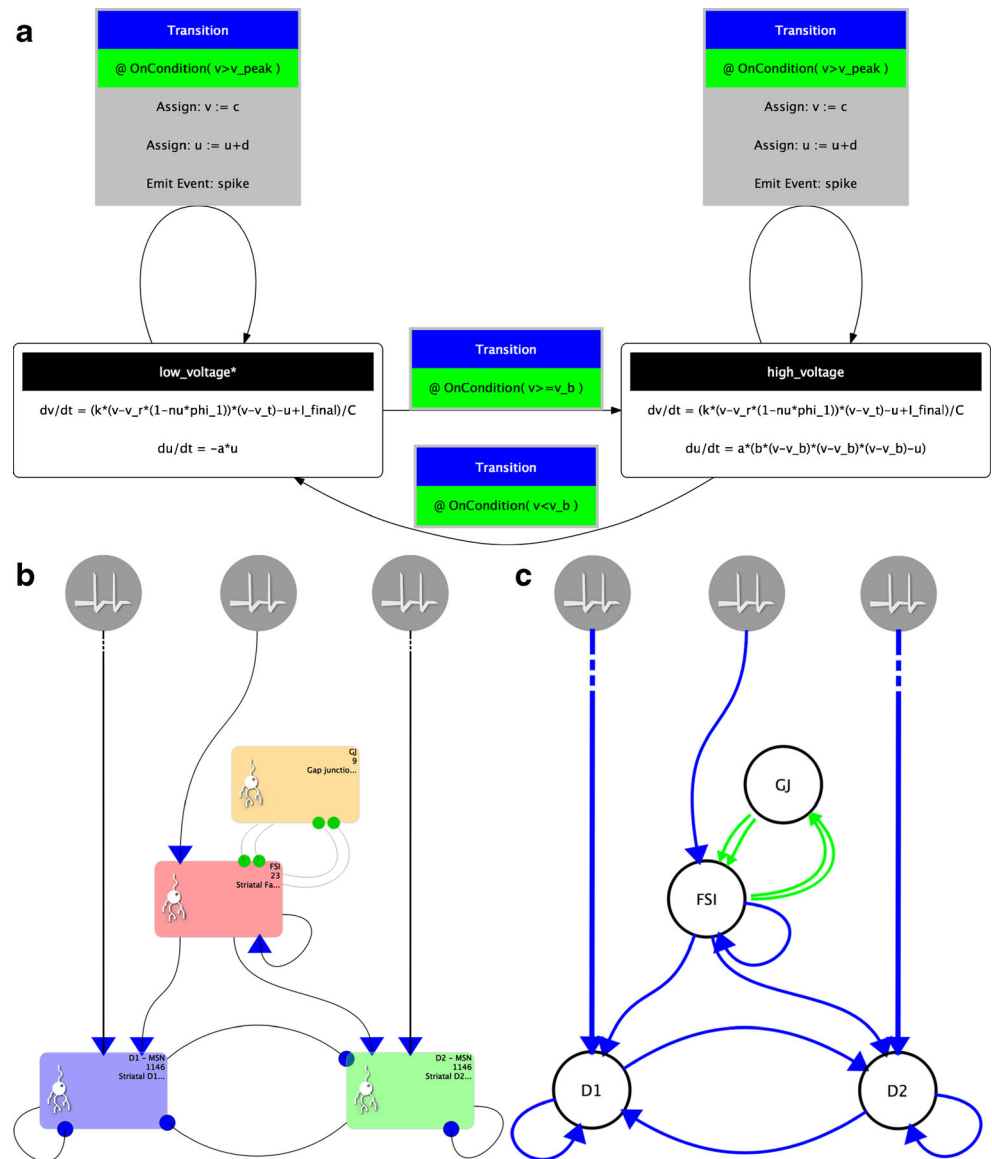 a
Transition
@ OnCondition( v>v_peak )
Assign: v := c
Assign: u := u+d
Emit Event: spike
Transition
@ OnCondition( v>v_peak )
Assign: v := c
Assign: u := u+d
Emit Event: spike
low_voltage*
dv/dt = (k*(v-v_r*(1-nu*phi_1))*(v-v_t)-u+I_final)/C
du/dt = -a*u
Transition
@ OnCondition( v>=v_b )
high_voltage
dv/dt = (k*(v-v_r*(1-nu*phi_1))*(v-v_t)-u+I_final)/C
du/dt = a*(b*(v-v_b)*(v-v_b)*(v-v_b)-u)
Transition
@ OnCondition( v<v_b )
b
GJ
9
Gap junctio...
FSI
23
Striatal Fa...
D1 - MSN
1146
Striatal D1...
D2 - MSN
1146
Striatal D2...
c
GJ
FSI
D1
D2